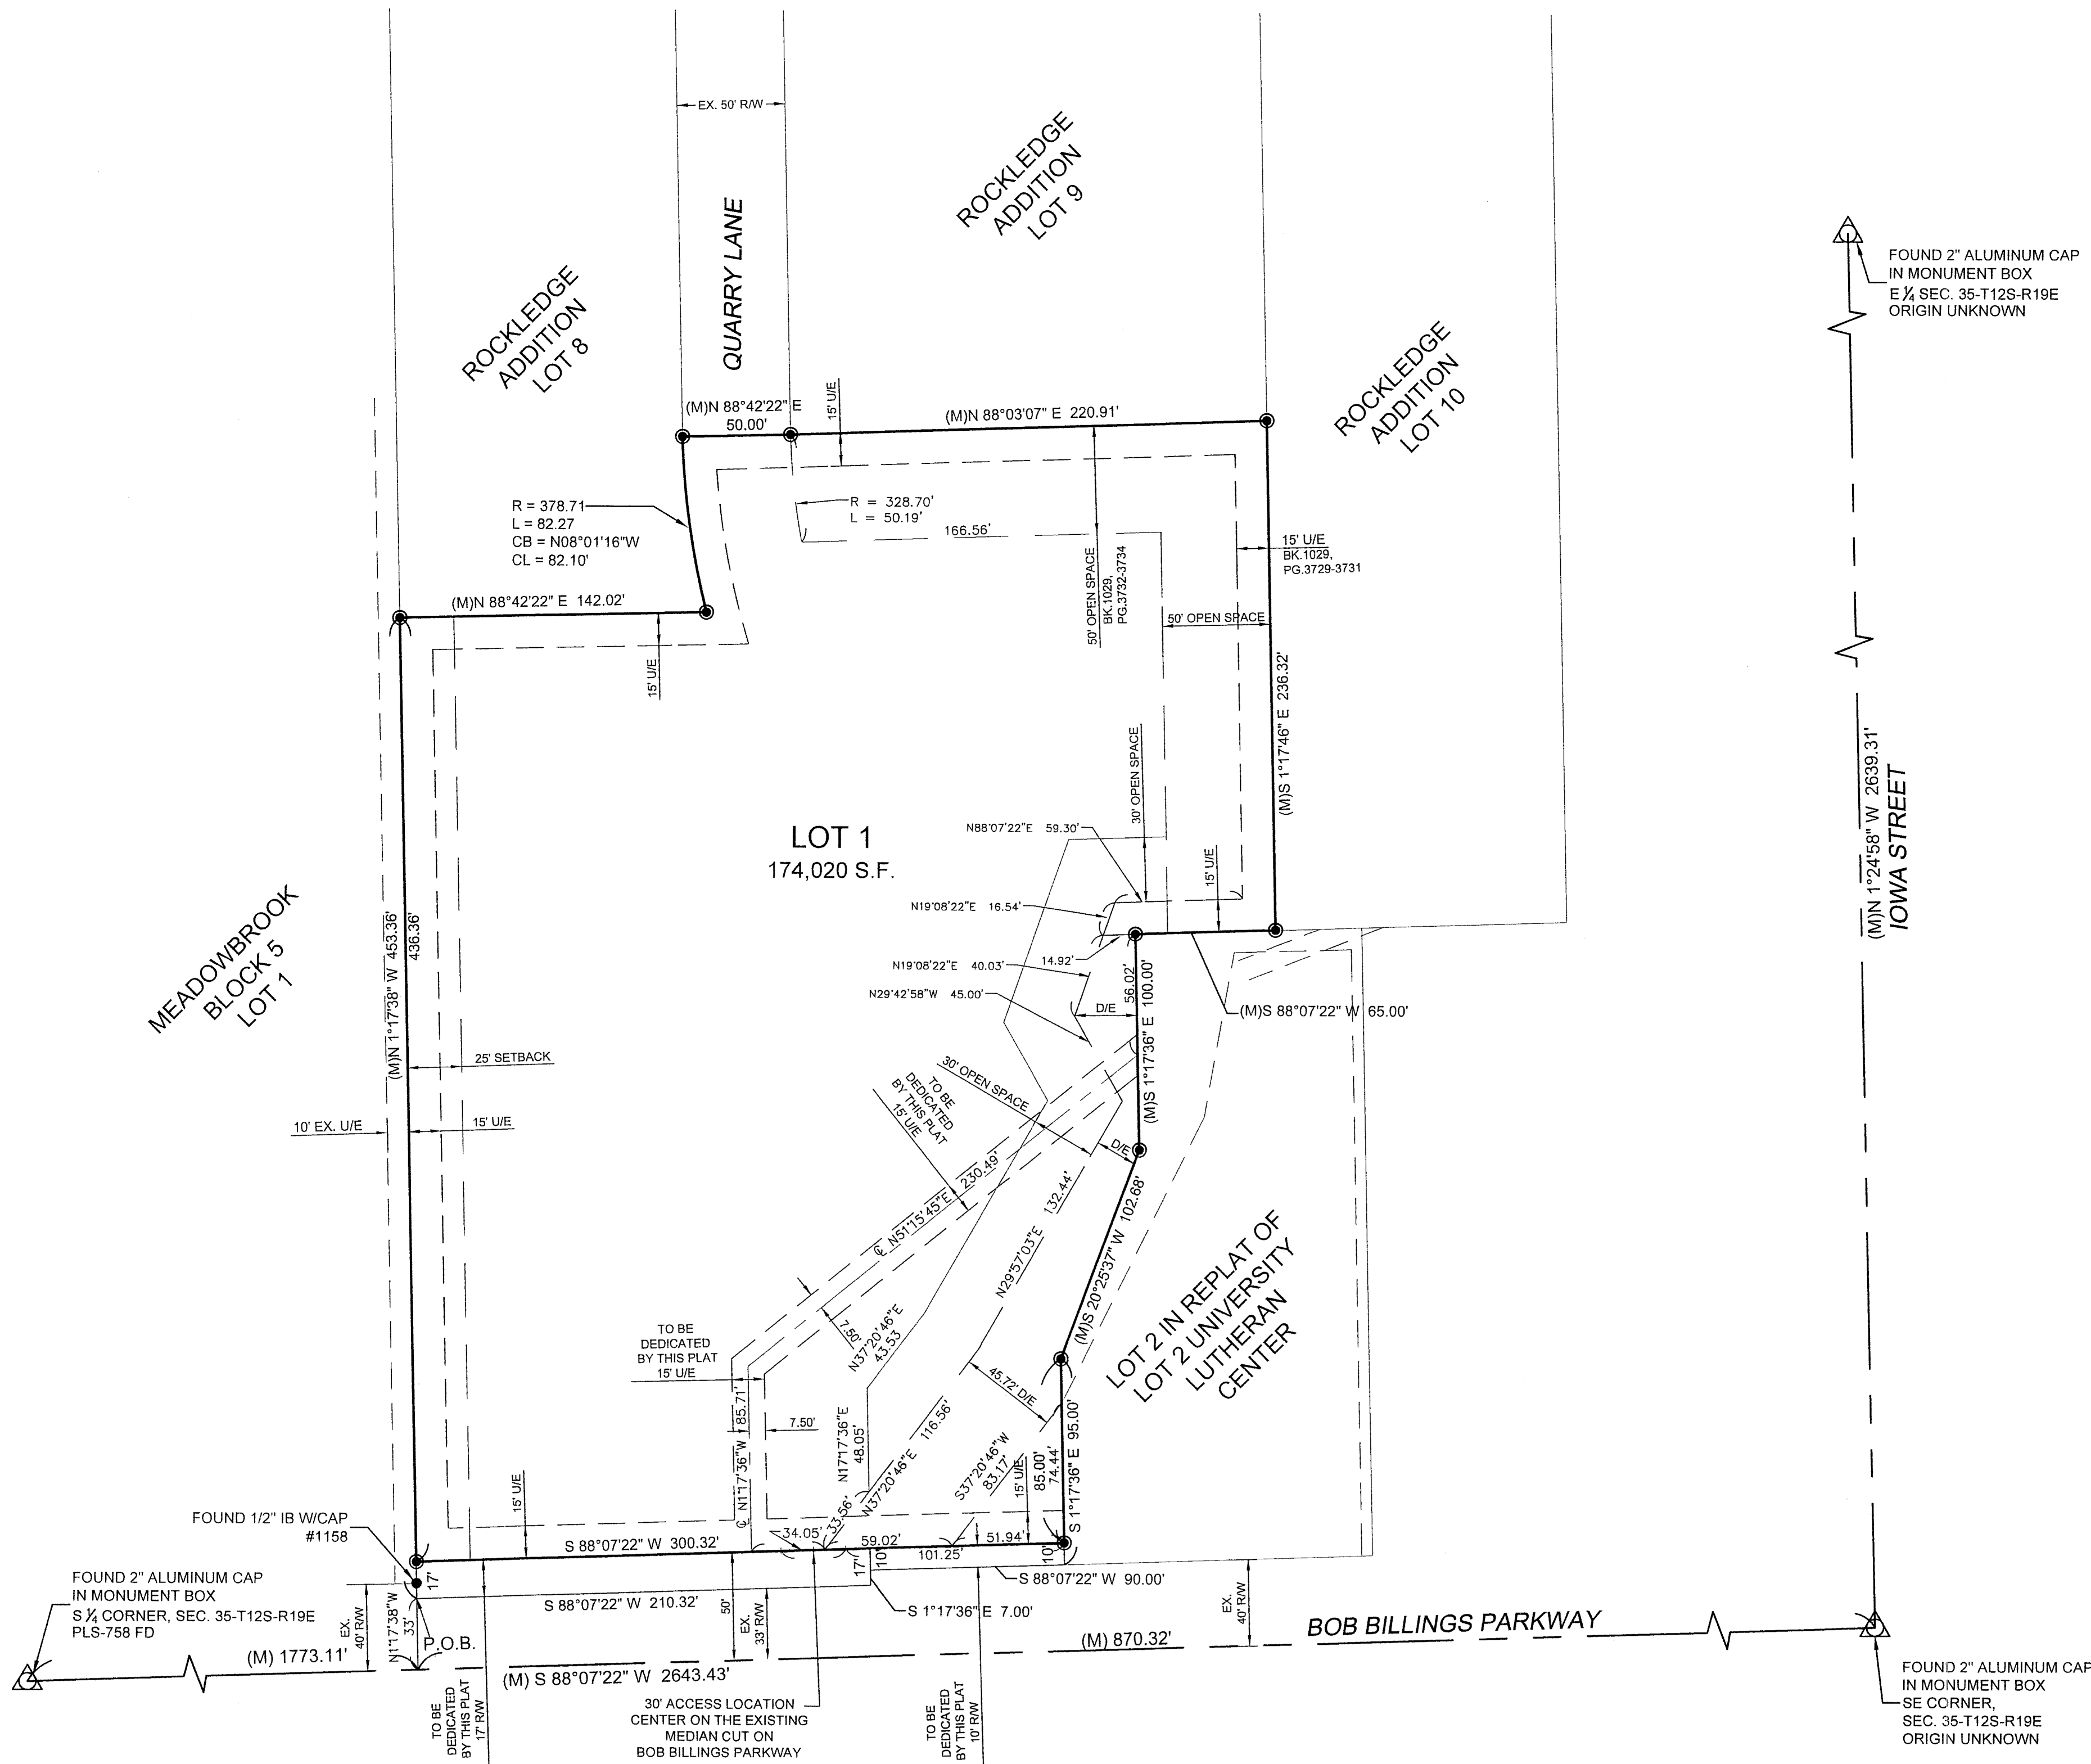 EX. 50' R/W
ROCKLEDGE
ADDITION
LOT 9
QUARRY LANE
ROCKLEDGE
ADDITION
LOT 8
FOUND 2" ALUMINUM CAP
IN MONUMENT BOX
E ¼ SEC. 35-T12S-R19E
ORIGIN UNKNOWN
ROCKLEDGE
ADDITION
LOT 10
(M)N 88°42'22" E
50.00'
15' U/E
(M)N 88°03'07" E 220.91'
R = 378.71
L = 82.27
CB = N08°01'16"W
CL = 82.10'
R = 328.70'
L = 50.19'
166.56'
50' OPEN SPACE
BK.1029,
PG.3732-3734
15' U/E
BK.1029,
PG.3729-3731
(M)N 88°42'22" E 142.02'
15' U/E
50' OPEN SPACE
(M)S 1°17'46" E 236.32'
30' OPEN SPACE
LOT 1
174,020 S.F.
N88°07'22"E 59.30'
15' U/E
N19°08'22"E 16.54'
(M)N 1°24'58" W 2639.31'
IOWA STREET
MEADOWBROOK
BLOCK 5
LOT 1
(M)N 1°17'38" W 453.36'
436.36'
N19°08'22"E 40.03'
14.92'
N29°42'58"W 45.00'
D/E
56.02'
(M)S 1°17'36" E 100.00'
(M)S 88°07'22" W 65.00'
25' SETBACK
10' EX. U/E
15' U/E
30' OPEN SPACE
TO BE
DEDICATED
BY THIS PLAT
15' U/E
D/E
℄ N51°15'45"E 230.49'
N29°57'03"E 132.44'
(M)S 20°25'37" W 102.68'
LOT 2 IN REPLAT OF
LOT 2 UNIVERSITY
LUTHERAN
CENTER
7.50'
N37°20'46"E
43.53
TO BE
DEDICATED
BY THIS PLAT
15' U/E
45.72' D/E
7.50'
℄ N1°17'36"W 85.71'
N17°17'36"E
48.05'
N37°20'46"E 116.56'
S37°20'46"W
83.17'
15' U/E
85.00'
74.44'
S 1°17'36" E 95.00'
15' U/E
FOUND 1/2" IB W/CAP
#1158
S 88°07'22" W 300.32'
34.05'
33.56'
59.02'
51.94'
101.25'
17'
17'
10'
10'
S 88°07'22" W 90.00'
FOUND 2" ALUMINUM CAP
IN MONUMENT BOX
S ¼ CORNER, SEC. 35-T12S-R19E
PLS-758 FD
EX.
40' R/W
N1°17'38"W
33'
S 88°07'22" W 210.32'
50'
EX.
33' R/W
S 1°17'36" E 7.00'
EX.
40' R/W
BOB BILLINGS PARKWAY
P.O.B.
(M) 1773.11'
(M) 870.32'
(M) S 88°07'22" W 2643.43'
TO BE
DEDICATED
BY THIS PLAT
17' R/W
30' ACCESS LOCATION
CENTER ON THE EXISTING
MEDIAN CUT ON
BOB BILLINGS PARKWAY
TO BE
DEDICATED
BY THIS PLAT
10' R/W
FOUND 2" ALUMINUM CAP
IN MONUMENT BOX
SE CORNER,
SEC. 35-T12S-R19E
ORIGIN UNKNOWN